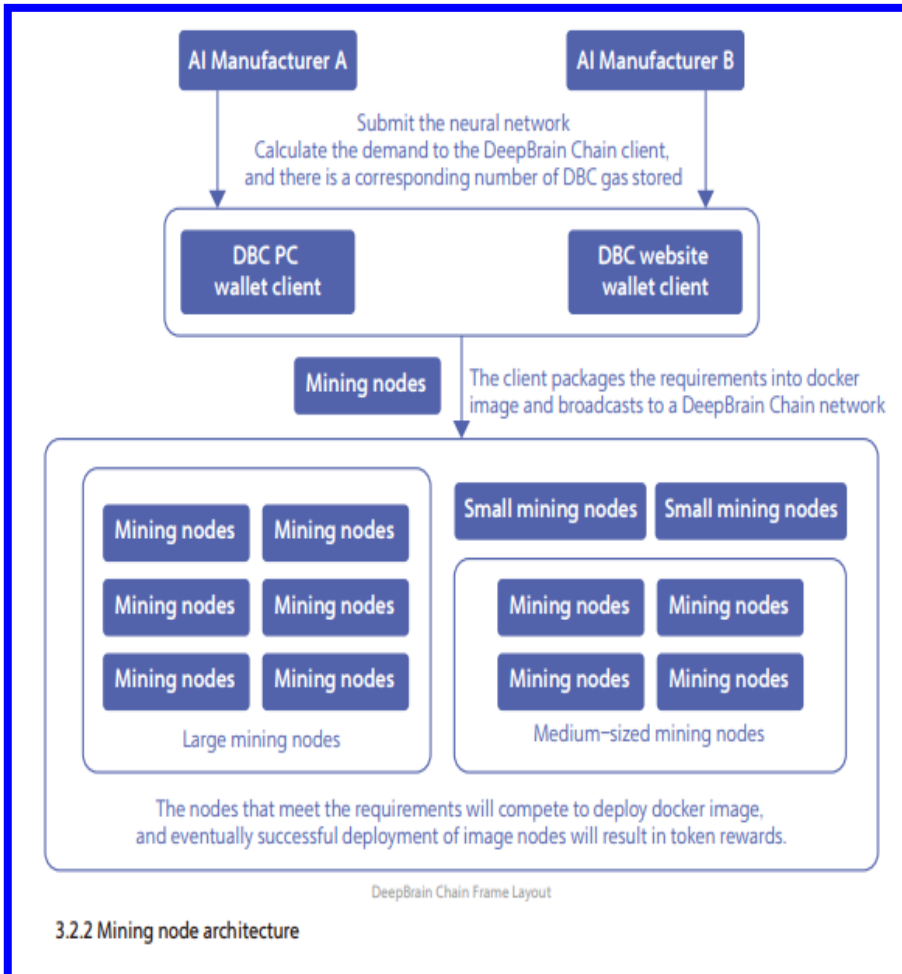 AI Manufacturer A
AI Manufacturer B
Submit the neural network
Calculate the demand to the DeepBrain Chain client,
and there is a corresponding number of DBC gas stored
DBC PC
wallet client
DBC website
wallet client
Mining nodes
The client packages the requirements into docker
image and broadcasts to a DeepBrain Chain network
Mining nodes
Mining nodes
Mining nodes
Mining nodes
Mining nodes
Mining nodes
Large mining nodes
Small mining nodes
Small mining nodes
Mining nodes
Mining nodes
Mining nodes
Mining nodes
Medium-sized mining nodes
The nodes that meet the requirements will compete to deploy docker image,
and eventually successful deployment of image nodes will result in token rewards.
DeepBrain Chain Frame Layout
3.2.2 Mining node architecture